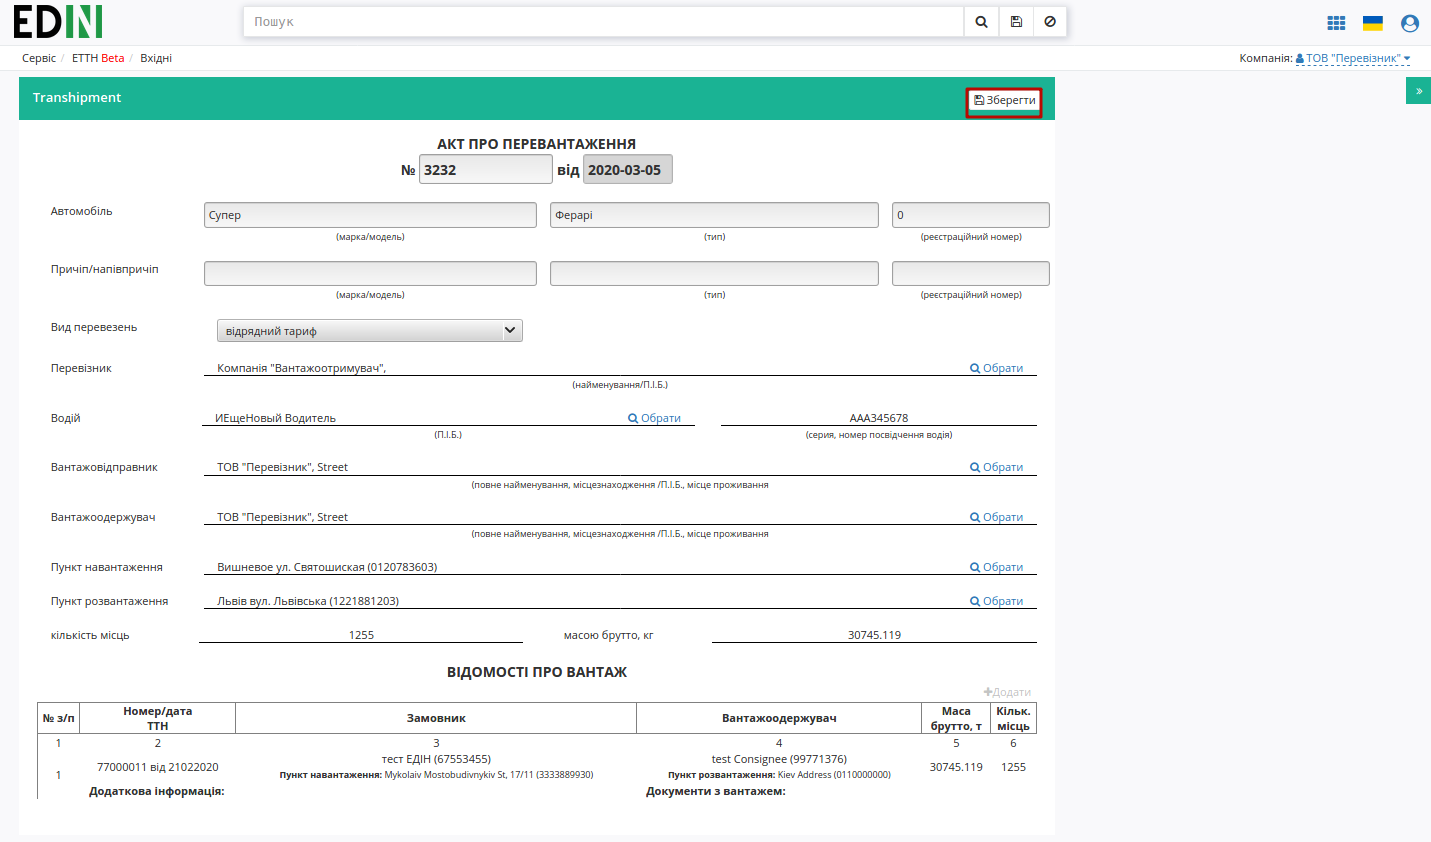 EDIN
Пошук
Сервіс / ЕТТН Beta / Вхідні
Компанія: ТОВ "Перевізник"
»
Transhipment
Зберегти
АКТ ПРО ПЕРЕВАНТАЖЕННЯ
№ 3232 від 2020-03-05
Автомобіль Супер Ферарі 0
(марка/модель) (тип) (реєстраційний номер)
Причіп/напівпричіп
(марка/модель) (тип) (реєстраційний номер)
Вид перевезень відрядний тариф
Перевізник Компанія "Вантажоотримувач", Обрати
(найменування/П.І.Б.)
Водій ИЕщеНовый Водитель Обрати ААА345678
(П.І.Б.) (серия, номер посвідчення водія)
Вантажовідправник ТОВ "Перевізник", Street Обрати
(повне найменування, місцезнаходження /П.І.Б., місце проживання
Вантажоодержувач ТОВ "Перевізник", Street Обрати
(повне найменування, місцезнаходження /П.І.Б., місце проживання
Пункт навантаження Вишневое ул. Святошиская (0120783603) Обрати
Пункт розвантаження Львів вул. Львівська (1221881203) Обрати
кількість місць 1255 масою брутто, кг 30745.119
ВІДОМОСТІ ПРО ВАНТАЖ
+Додати
№ з/п Номер/дата ТТН Замовник Вантажоодержувач Маса брутто, т Кільк. місць
1 2 3 4 5 6
1 77000011 від 21022020 тест ЕДІН (67553455) test Consignee (99771376) 30745.119 1255
Пункт навантаження: Mykolaiv Mostobudivnykiv St, 17/11 (3333889930) Пункт розвантаження: Kiev Address (0110000000)
Додаткова інформація: Документи з вантажем: